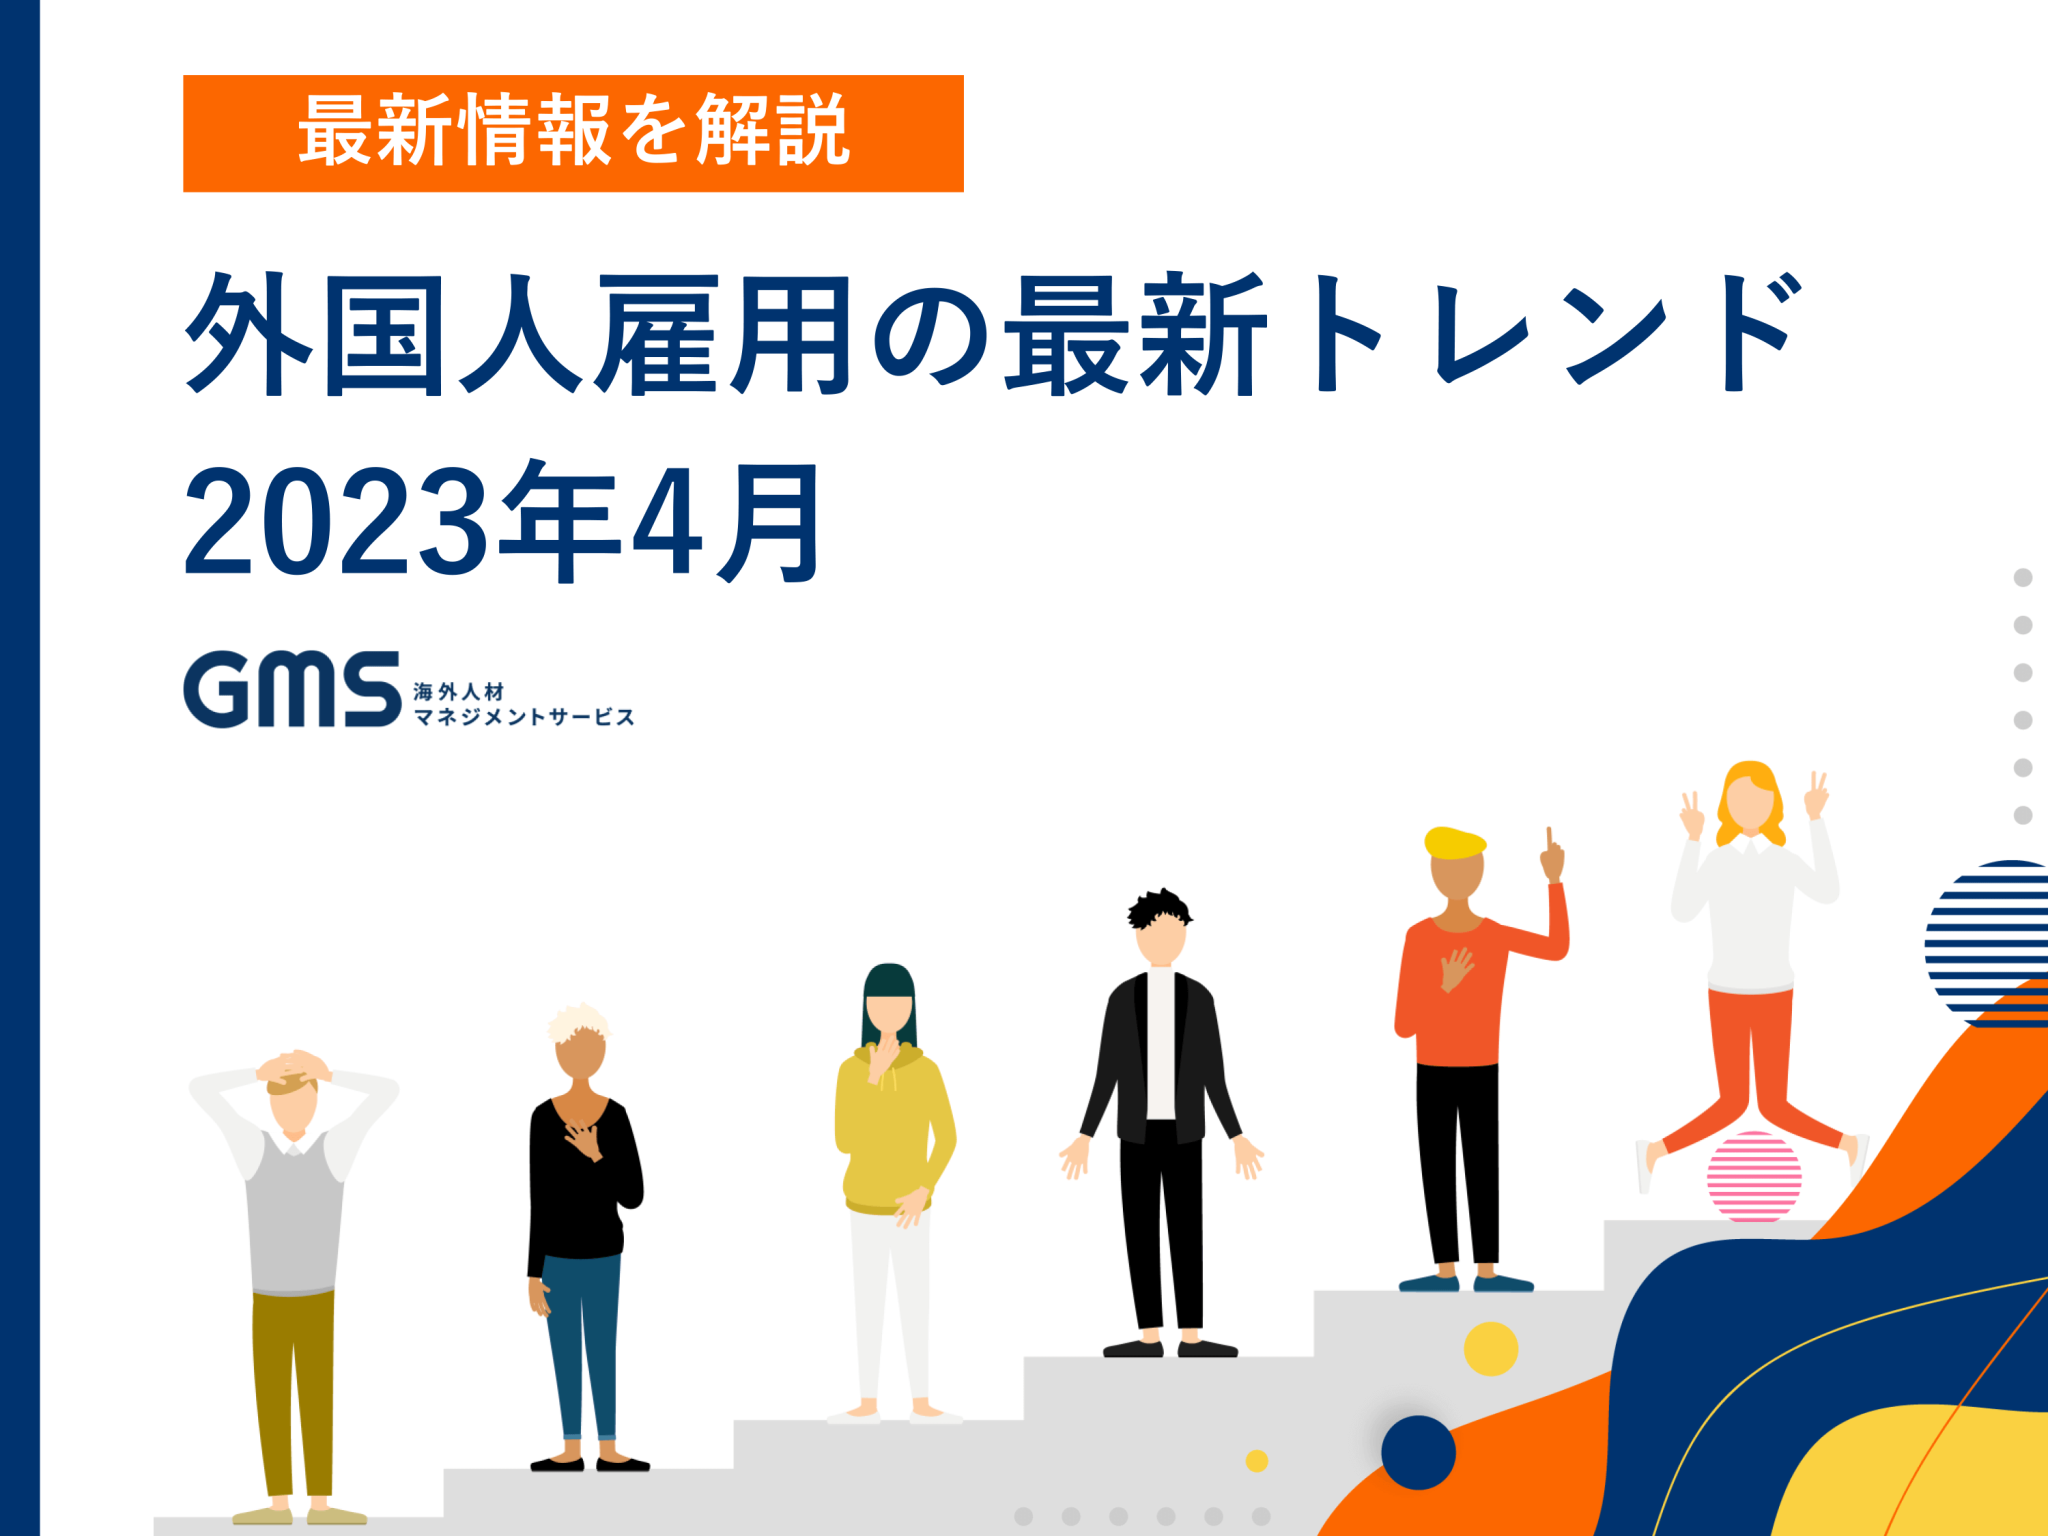 最新情報を解説
外国人雇用の最新トレンド
2023年4月
GMS
海外人材
マネジメントサービス